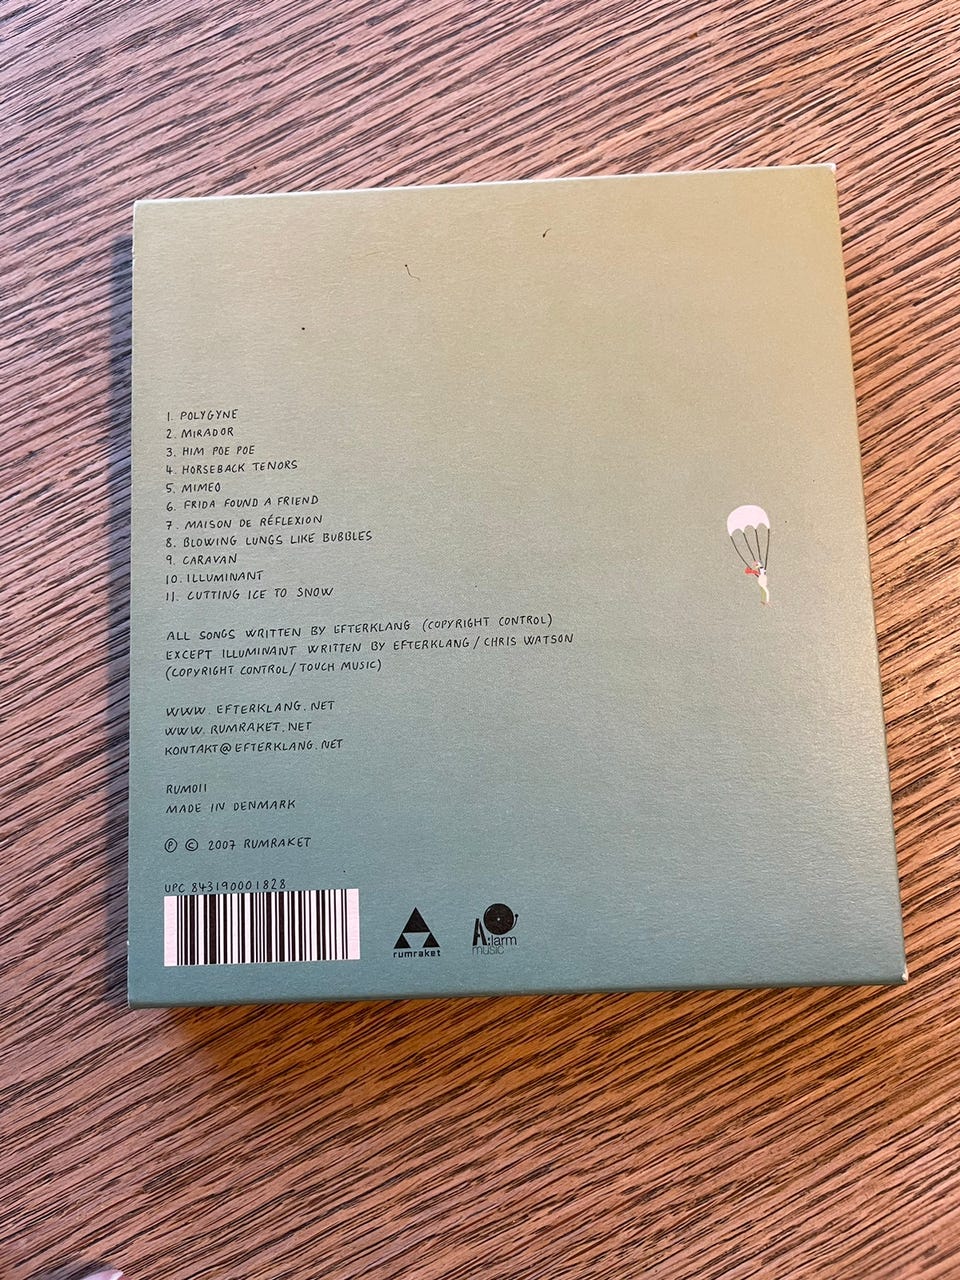 1. POLYGYNE
2. MIRADOR
3. HIM POE POE
4. HORSEBACK TENORS
5. MIMEO
6. FRIDA FOUND A FRIEND
7. MAISON DE RÉFLEXION
8. BLOWING LUNGS LIKE BUBBLES
9. CARAVAN
10. ILLUMINANT
11. CUTTING ICE TO SNOW
ALL SONGS WRITTEN BY EFTERKLANG (COPYRIGHT CONTROL)
EXCEPT ILLUMINANT WRITTEN BY EFTERKLANG / CHRIS WATSON
(COPYRIGHT CONTROL / TOUCH MUSIC)
WWW. EFTERKLANG. NET
WWW. RUMRAKET. NET
KONTAKT@EFTERKLANG. NET
RUM011
MADE IN DENMARK
℗ © 2007 RUMRAKET
UPC 843190001828
rumraket
A:larm
music